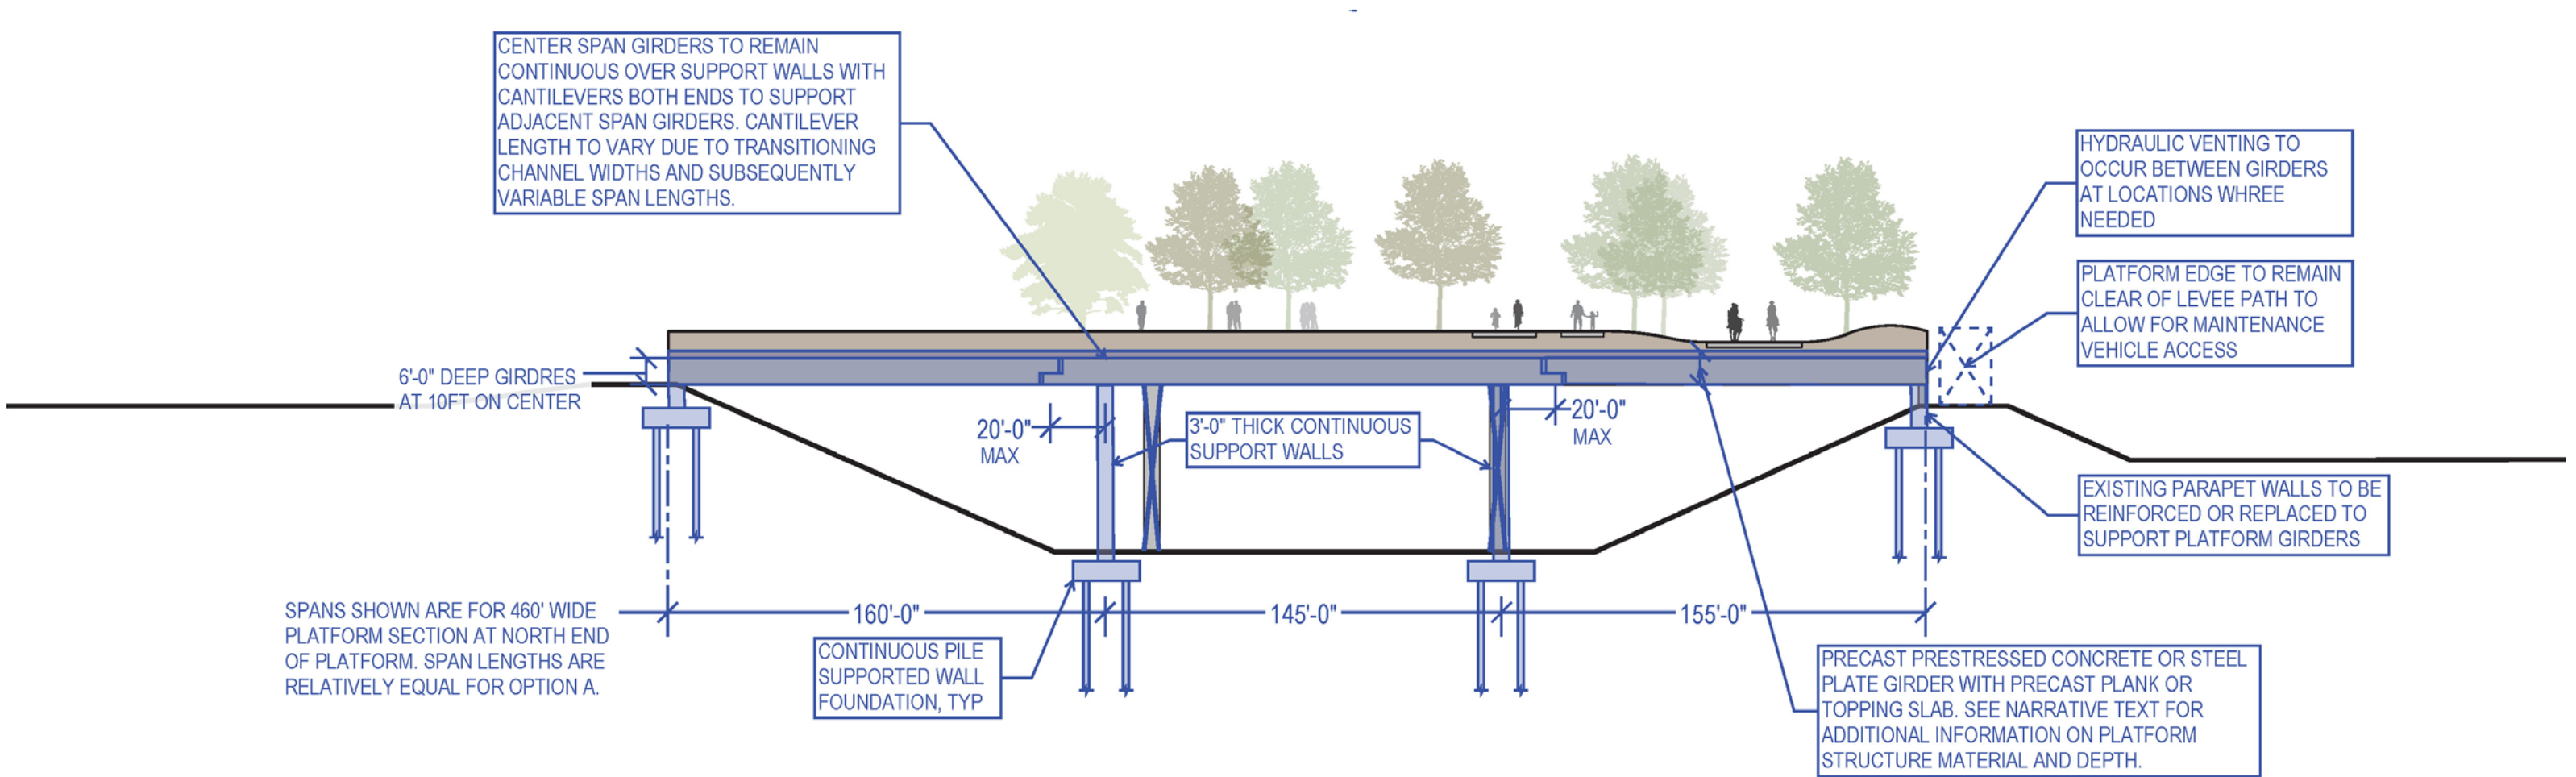 CENTER SPAN GIRDERS TO REMAIN
CONTINUOUS OVER SUPPORT WALLS WITH
CANTILEVERS BOTH ENDS TO SUPPORT
ADJACENT SPAN GIRDERS. CANTILEVER
LENGTH TO VARY DUE TO TRANSITIONING
CHANNEL WIDTHS AND SUBSEQUENTLY
VARIABLE SPAN LENGTHS.
HYDRAULIC VENTING TO
OCCUR BETWEEN GIRDERS
AT LOCATIONS WHREE
NEEDED
PLATFORM EDGE TO REMAIN
CLEAR OF LEVEE PATH TO
ALLOW FOR MAINTENANCE
VEHICLE ACCESS
6'-0" DEEP GIRDRES
AT 10FT ON CENTER
20'-0"
MAX
3'-0" THICK CONTINUOUS
SUPPORT WALLS
20'-0"
MAX
EXISTING PARAPET WALLS TO BE
REINFORCED OR REPLACED TO
SUPPORT PLATFORM GIRDERS
SPANS SHOWN ARE FOR 460' WIDE
PLATFORM SECTION AT NORTH END
OF PLATFORM. SPAN LENGTHS ARE
RELATIVELY EQUAL FOR OPTION A.
160'-0"
145'-0"
155'-0"
CONTINUOUS PILE
SUPPORTED WALL
FOUNDATION, TYP
PRECAST PRESTRESSED CONCRETE OR STEEL
PLATE GIRDER WITH PRECAST PLANK OR
TOPPING SLAB. SEE NARRATIVE TEXT FOR
ADDITIONAL INFORMATION ON PLATFORM
STRUCTURE MATERIAL AND DEPTH.